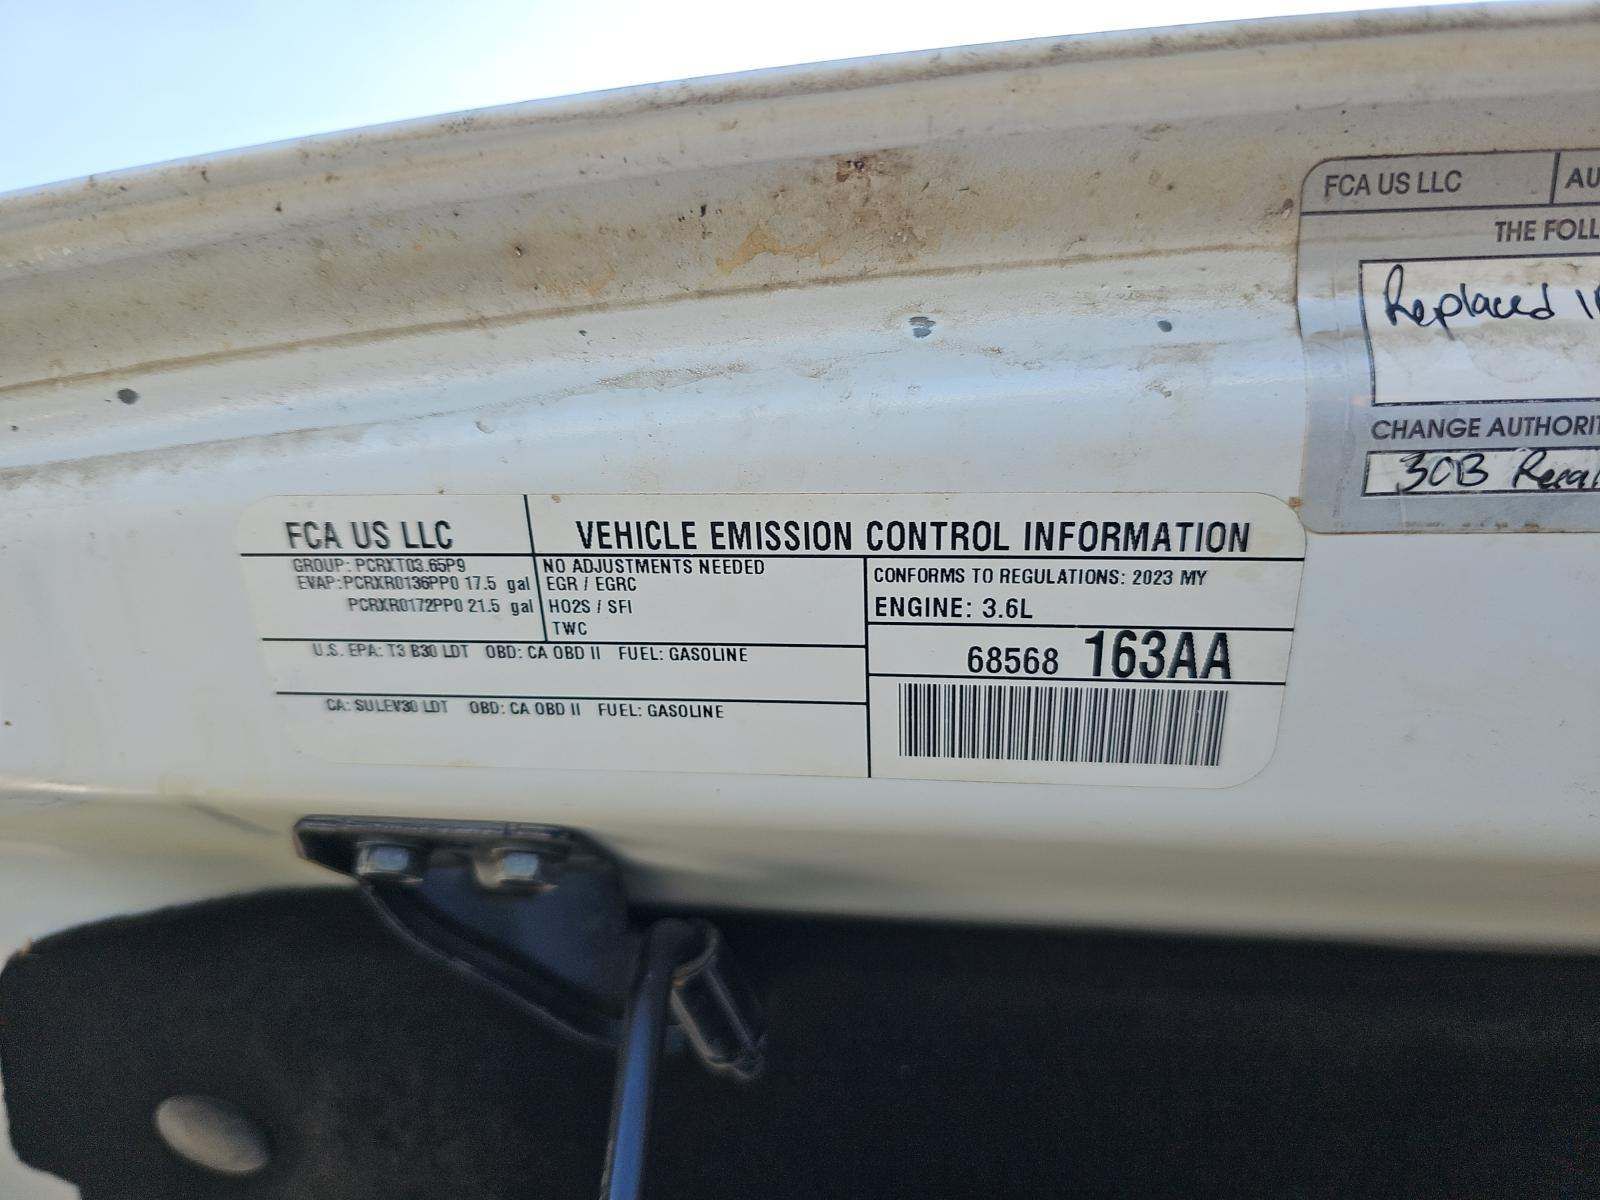 FCA US LLC
THE FOLL
Replaced
CHANGE AUTHORIT
30B Recal
FCA US LLC
VEHICLE EMISSION CONTROL INFORMATION
GROUP: PCRXT03.65P9
EVAP:PCRXR0136PP0 17.5 gal
PCRXR0172PP0 21.5 gal
NO ADJUSTMENTS NEEDED
EGR / EGRC
HO2S / SFI
TWC
CONFORMS TO REGULATIONS: 2023 MY
ENGINE: 3.6L
U.S. EPA: T3 B30 LDT OBD: CA OBD II FUEL: GASOLINE
68568 163AA
CA: SULEV30 LDT OBD: CA OBD II FUEL: GASOLINE